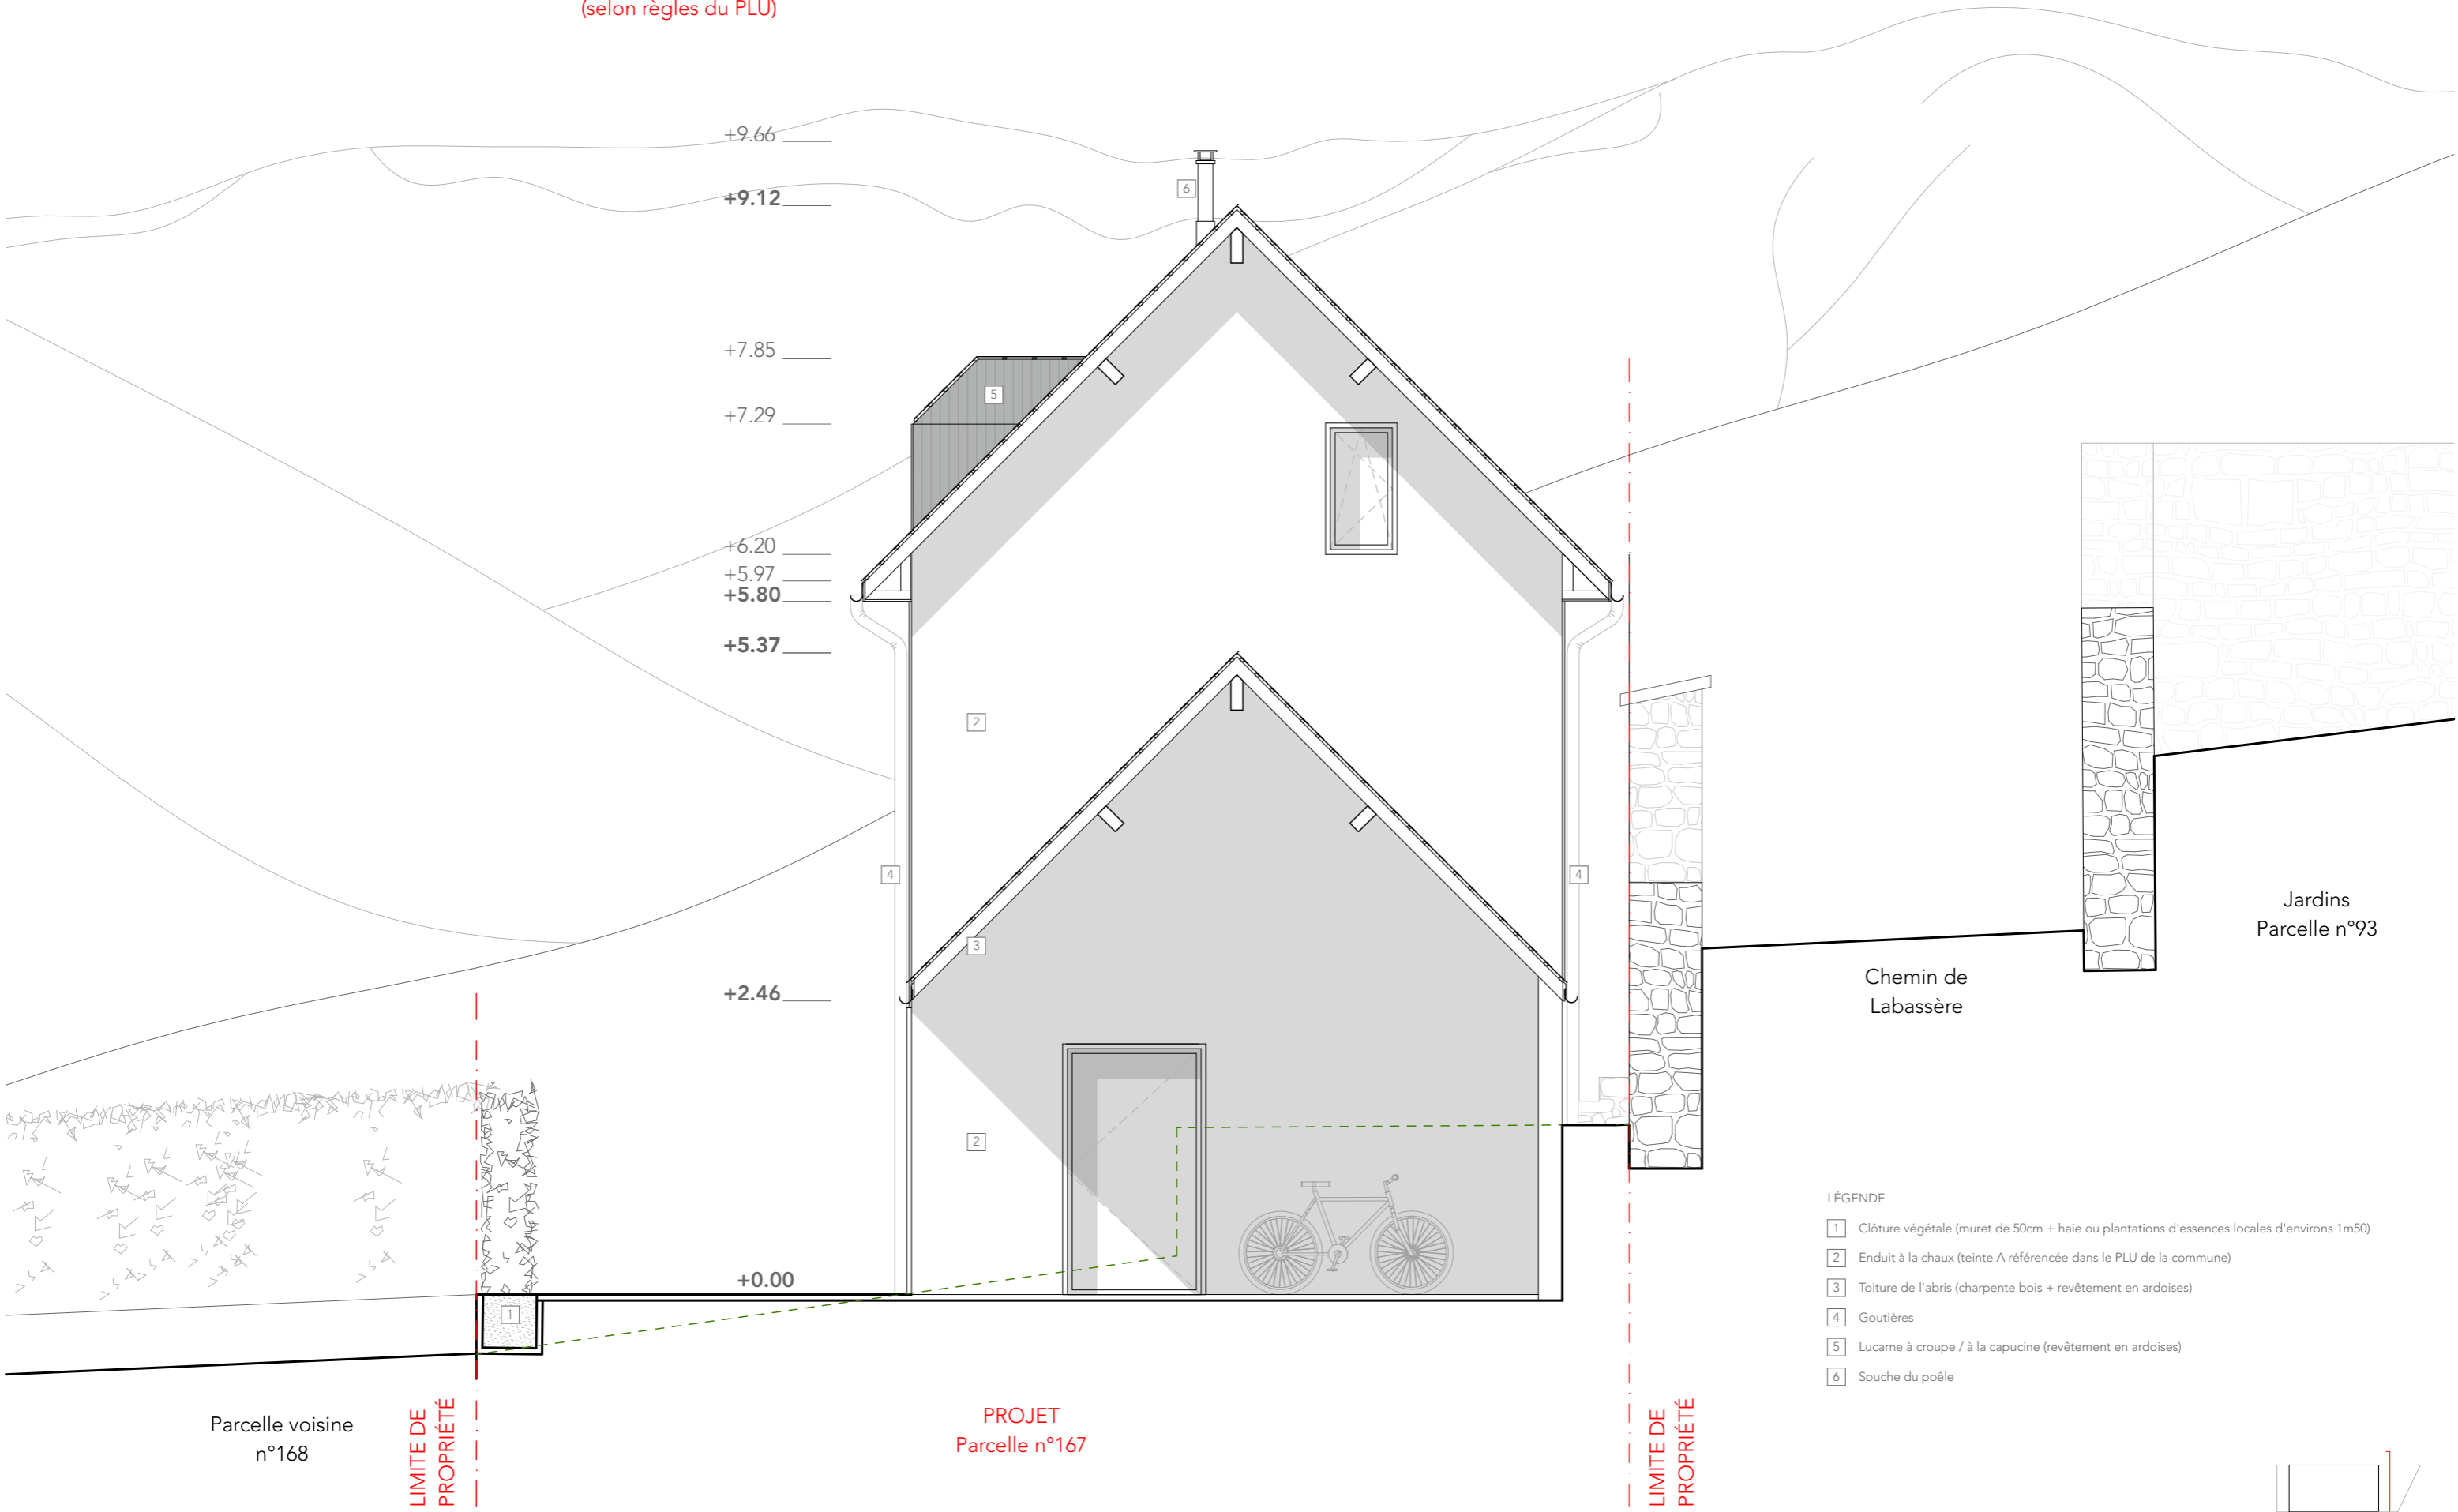 (selon règles du PLU)
+9.66
6
+9.12
+7.85
5
+7.29
+6.20
+5.97
+5.80
+5.37
2
4
4
3
+2.46
2
+0.00
1
Jardins
Parcelle n°93
Chemin de
Labassère
LÉGENDE
1 Clôture végétale (muret de 50cm + haie ou plantations d'essences locales d'environs 1m50)
2 Enduit à la chaux (teinte A référencée dans le PLU de la commune)
3 Toiture de l'abris (charpente bois + revêtement en ardoises)
4 Goutières
5 Lucarne à croupe / à la capucine (revêtement en ardoises)
6 Souche du poêle
Parcelle voisine
n°168
LIMITE DE
PROPRIÉTÉ
PROJET
Parcelle n°167
LIMITE DE
PROPRIÉTÉ